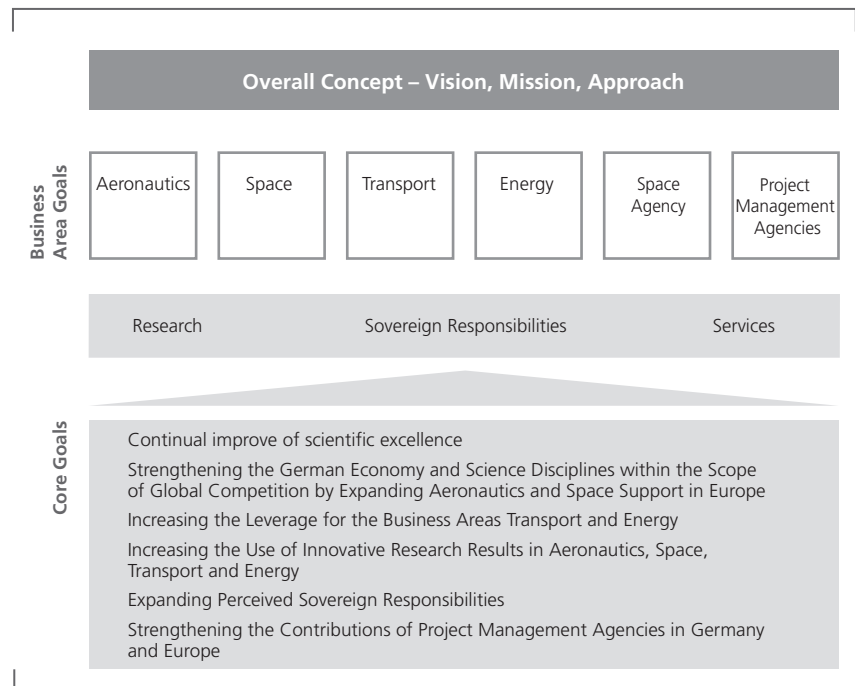 Overall Concept – Vision, Mission, Approach
Business
Area Goals
Aeronautics
Space
Transport
Energy
Space
Agency
Project
Management
Agencies
Research
Sovereign Responsibilities
Services
Core Goals
Continual improve of scientific excellence
Strengthening the German Economy and Science Disciplines within the Scope
of Global Competition by Expanding Aeronautics and Space Support in Europe
Increasing the Leverage for the Business Areas Transport and Energy
Increasing the Use of Innovative Research Results in Aeronautics, Space,
Transport and Energy
Expanding Perceived Sovereign Responsibilities
Strengthening the Contributions of Project Management Agencies in Germany
and Europe